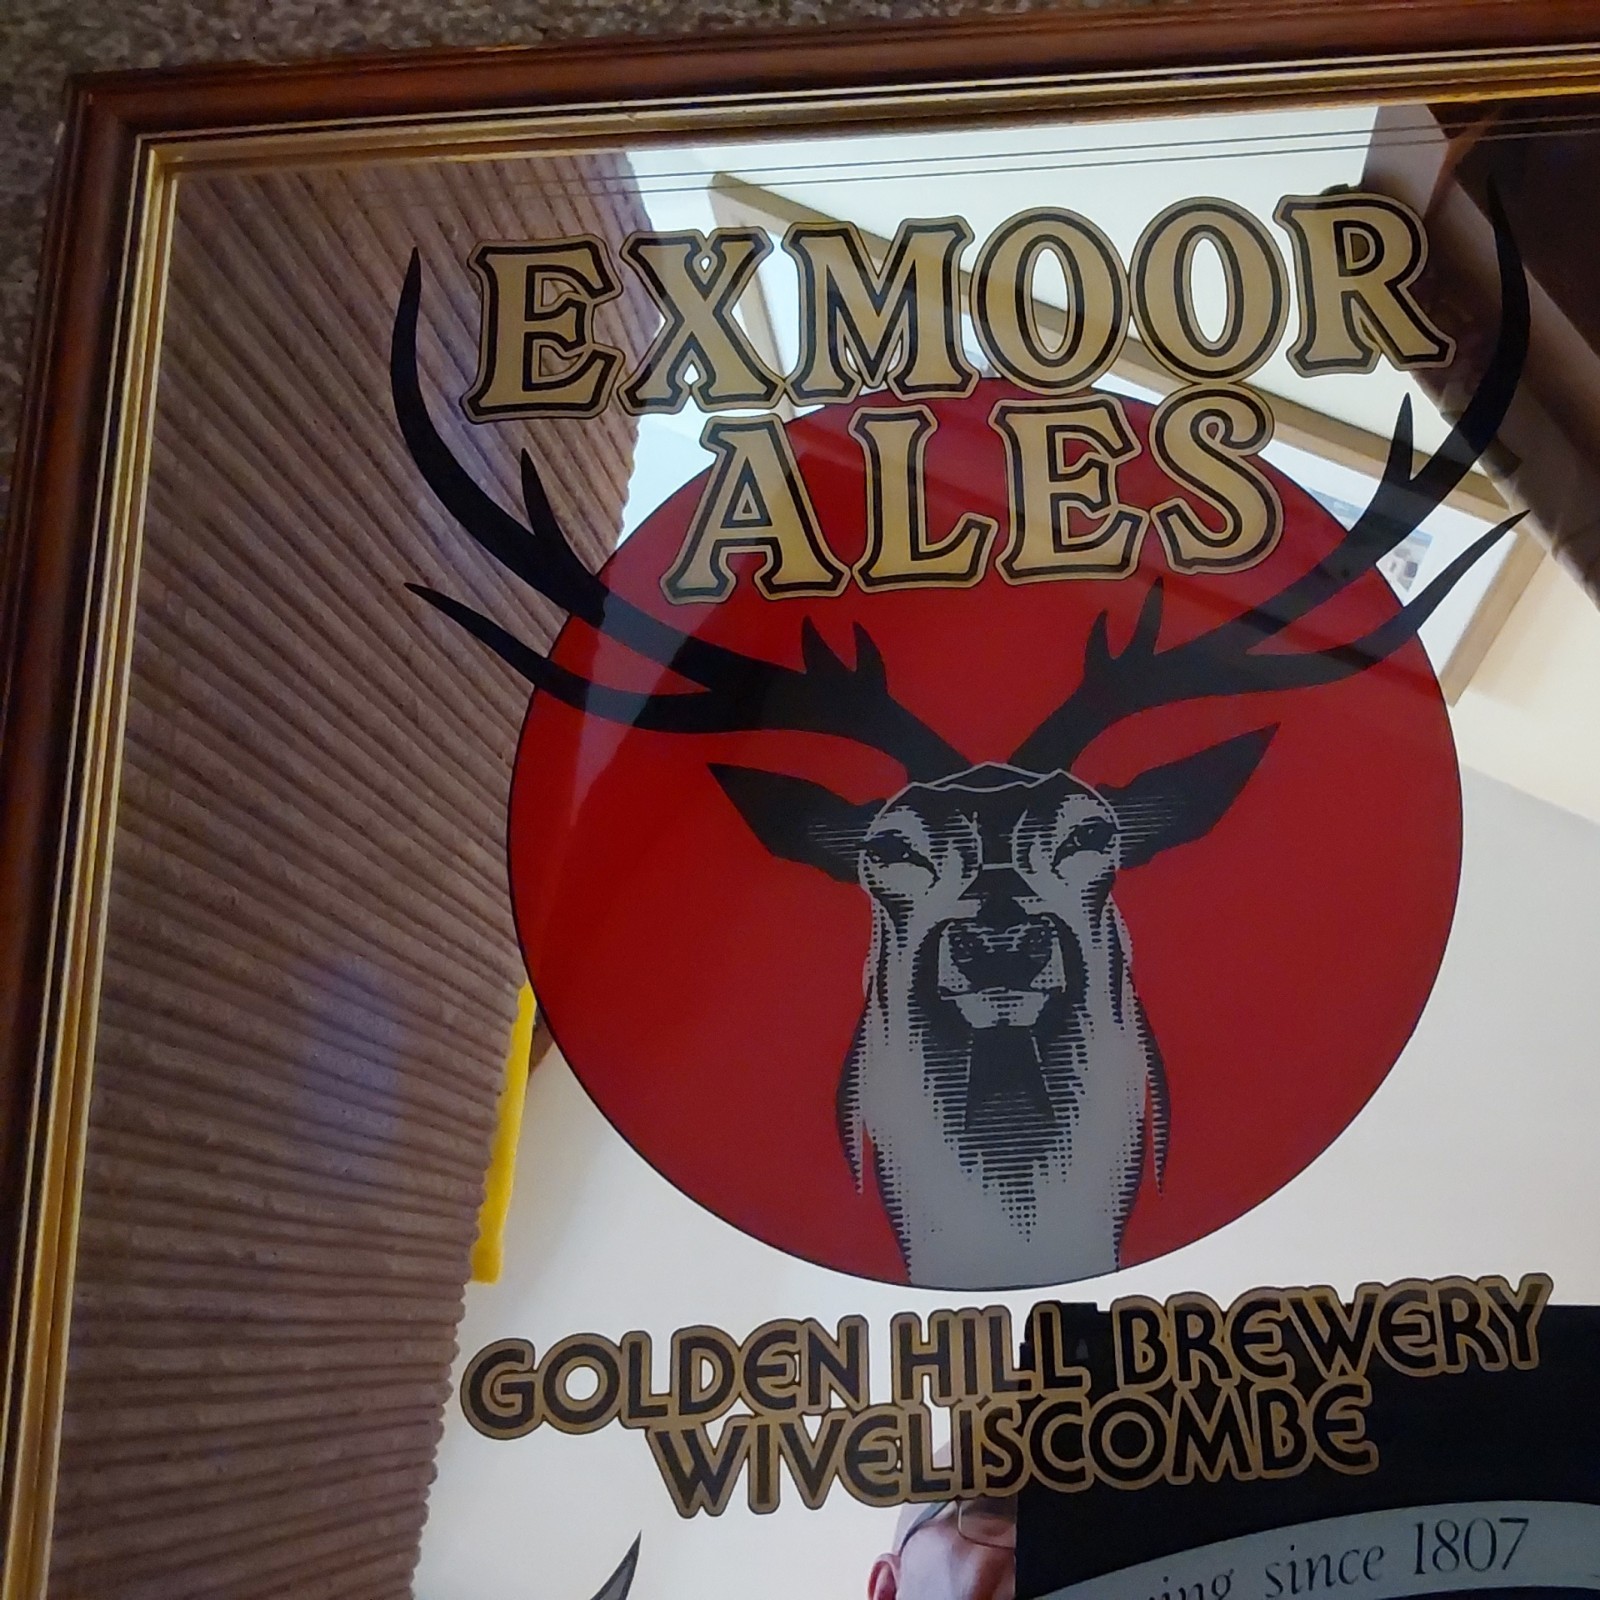 EXMOOR
ALES
GOLDEN HILL BREWERY
WIVELISCOMBE
since 1807